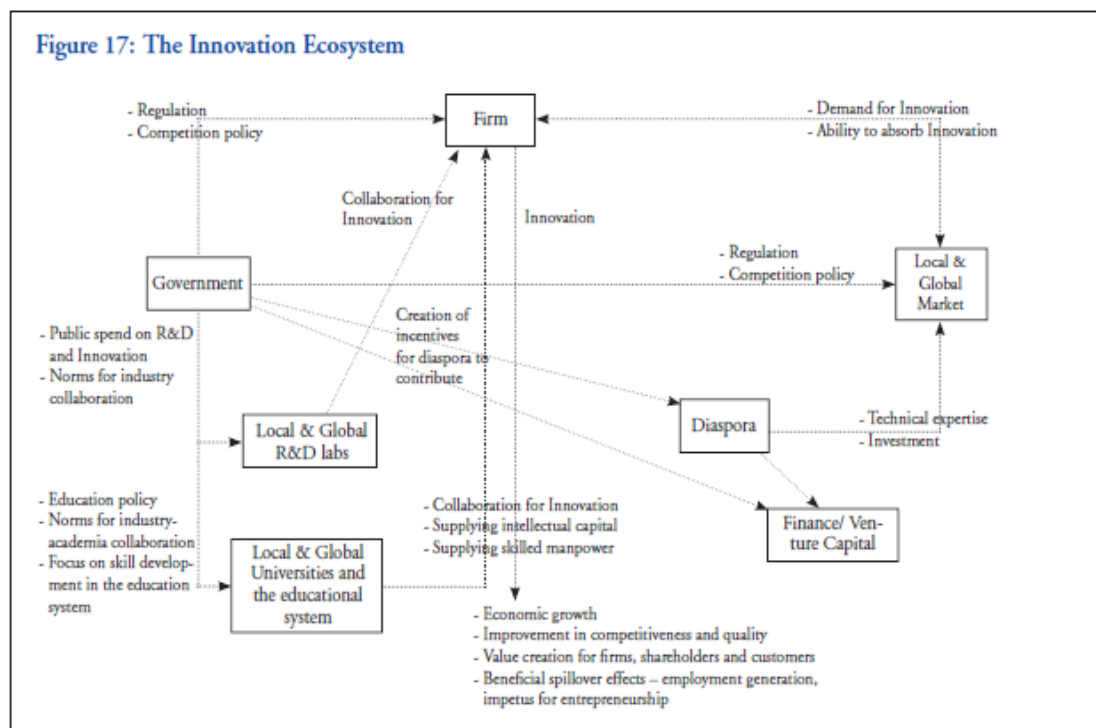 Figure 17: The Innovation Ecosystem
- Regulation
- Competition policy
Firm
- Demand for Innovation
- Ability to absorb Innovation
Collaboration for
Innovation
Innovation
Government
- Regulation
- Competition policy
Local &
Global
Market
- Public spend on R&D
and Innovation
- Norms for industry
collaboration
Creation of
incentives
for diaspora to
contribute
Local & Global
R&D labs
Diaspora
- Technical expertise
- Investment
- Education policy
- Norms for industry-
academia collaboration
- Focus on skill develop-
ment in the education
system
Local & Global
Universities and
the educational
system
- Collaboration for Innovation
- Supplying intellectual capital
- Supplying skilled manpower
Finance/ Ven-
ture Capital
- Economic growth
- Improvement in competitiveness and quality
- Value creation for firms, shareholders and customers
- Beneficial spillover effects – employment generation,
impetus for entrepreneurship